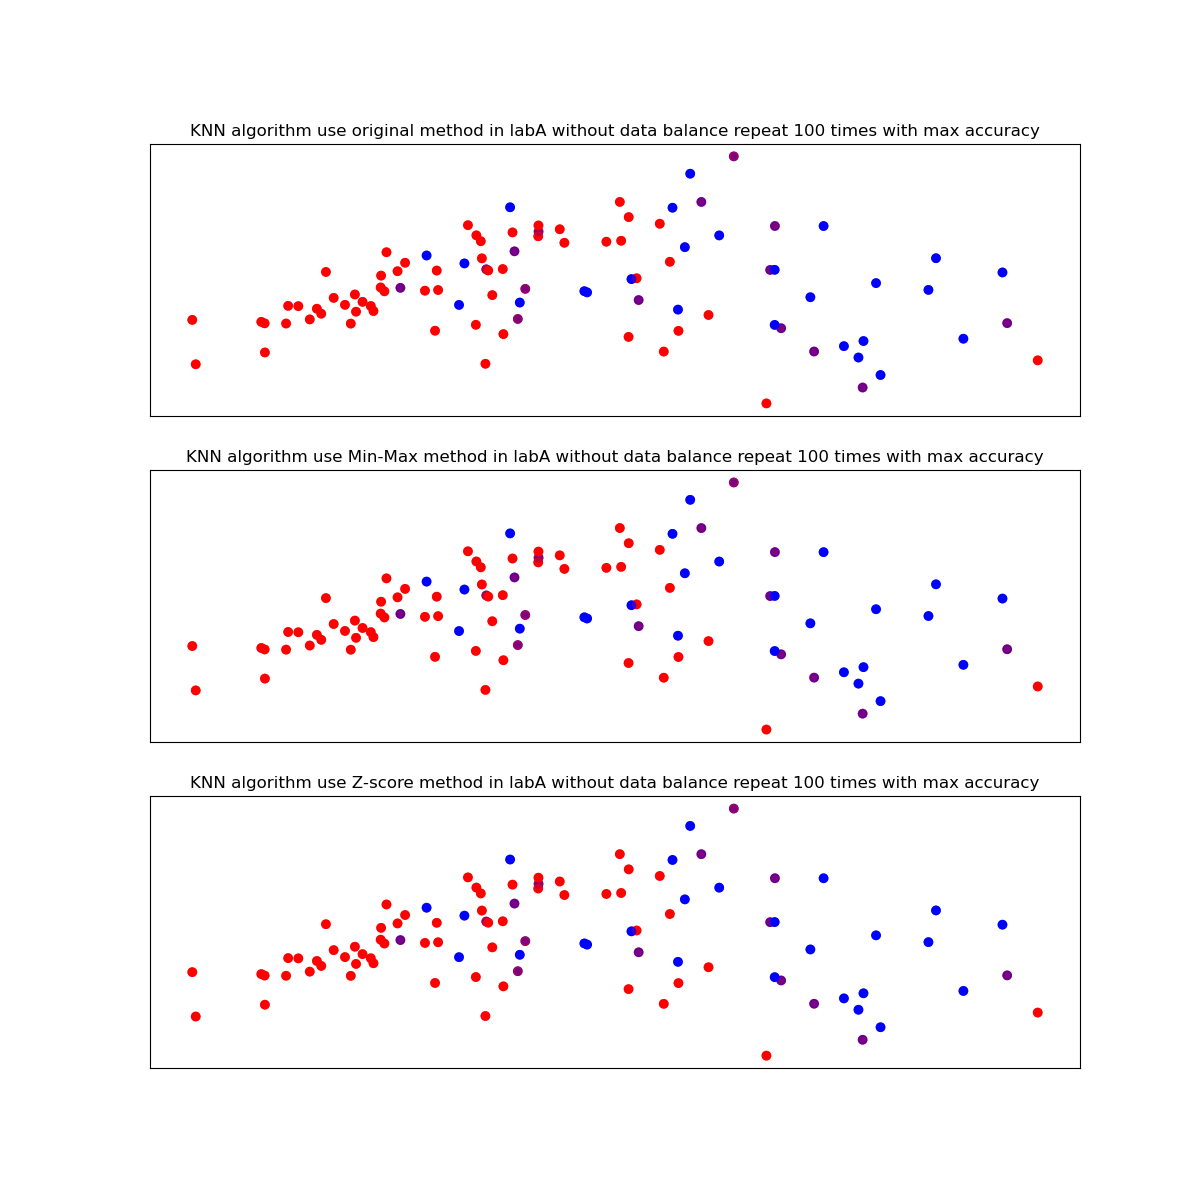 KNN algorithm use original method in labA without data balance repeat 100 times with max accuracy
KNN algorithm use Min-Max method in labA without data balance repeat 100 times with max accuracy
KNN algorithm use Z-score method in labA without data balance repeat 100 times with max accuracy